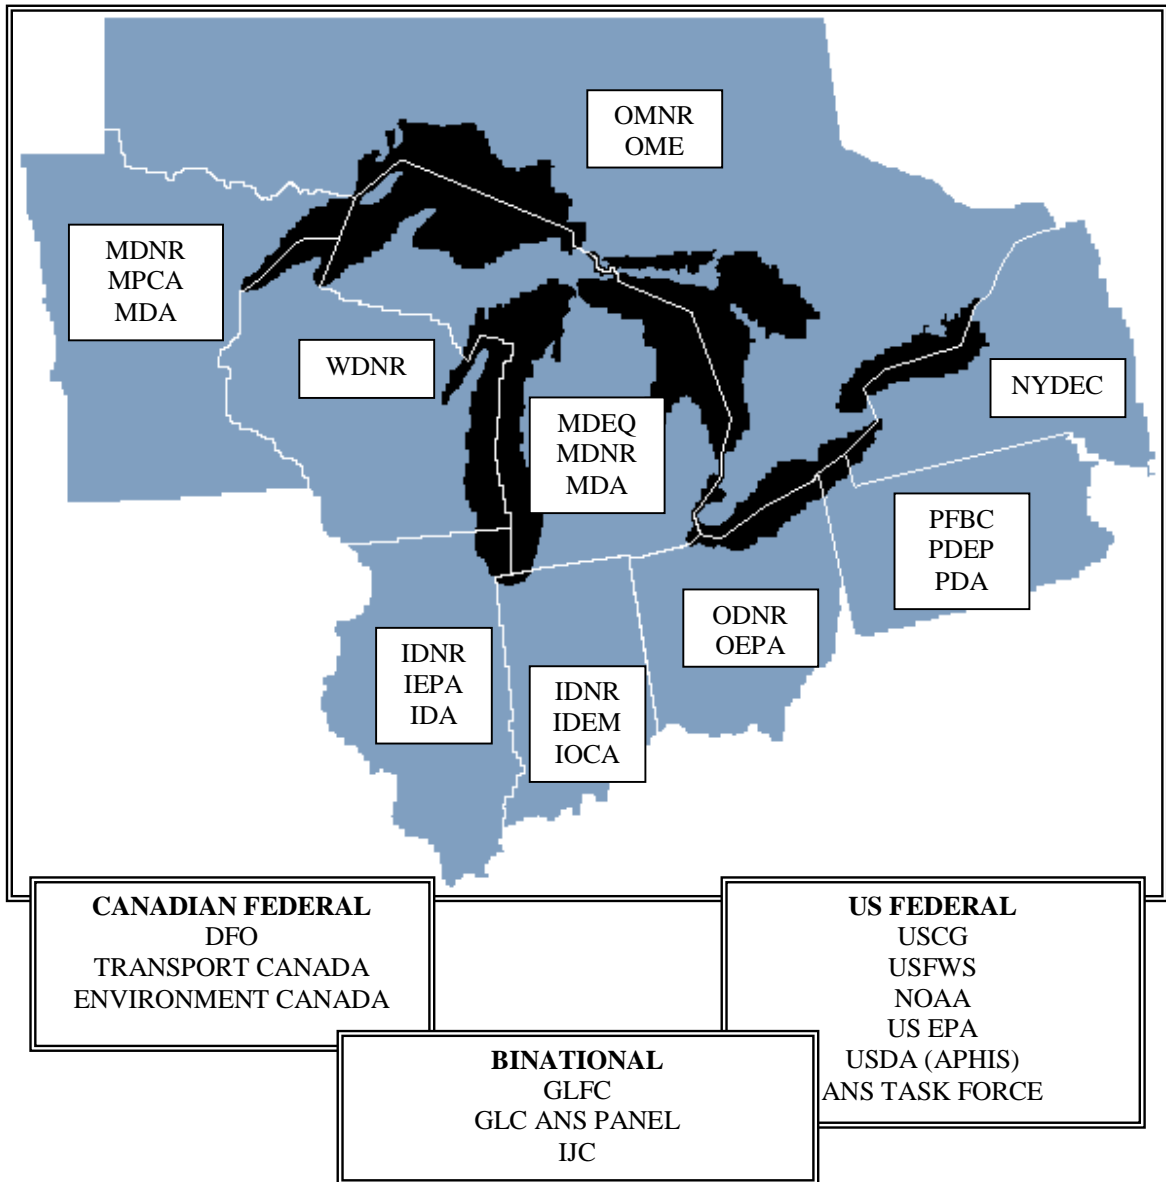 OMNR
OME
MDNR
MPCA
MDA
WDNR
NYDEC
MDEQ
MDNR
MDA
PFBC
PDEP
PDA
ODNR
OEPA
IDNR
IEPA
IDA
IDNR
IDEM
IOCA
CANADIAN FEDERAL
DFO
TRANSPORT CANADA
ENVIRONMENT CANADA
US FEDERAL
USCG
USFWS
NOAA
US EPA
USDA (APHIS)
ANS TASK FORCE
BINATIONAL
GLFC
GLC ANS PANEL
IJC